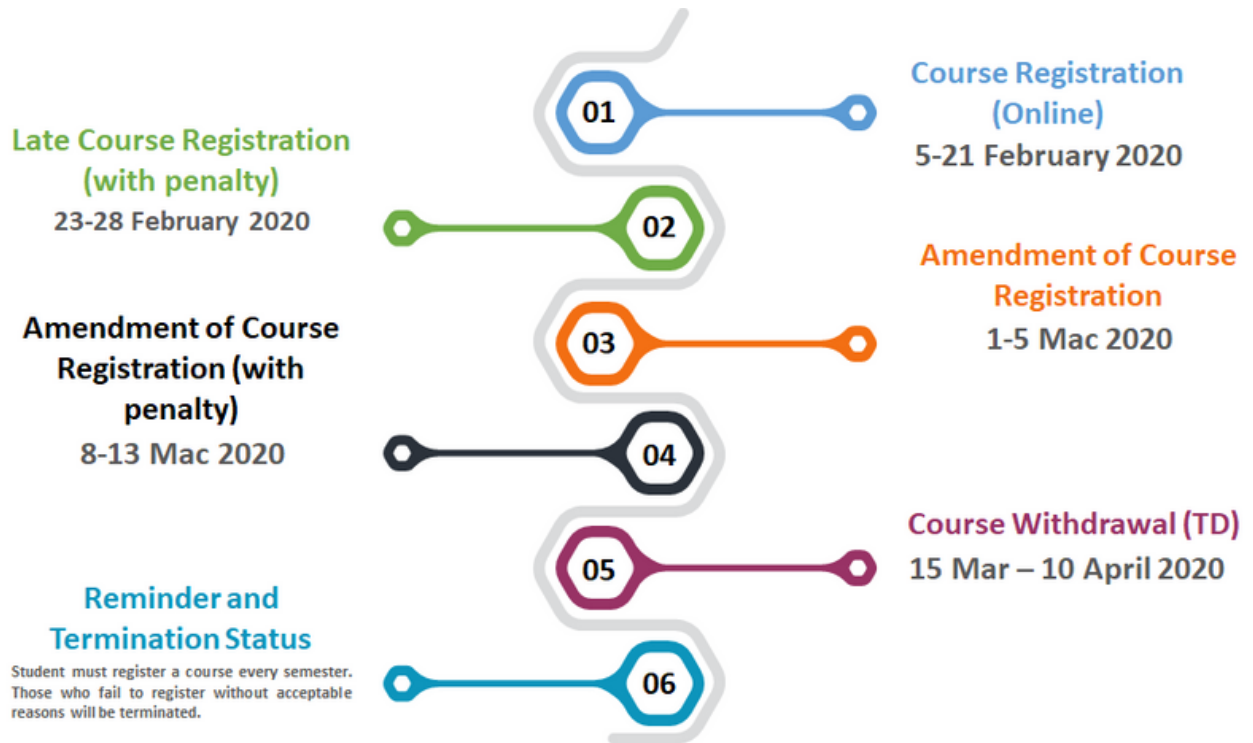 01
Course Registration
(Online)
5-21 February 2020
Late Course Registration
(with penalty)
23-28 February 2020
02
03
Amendment of Course
Registration
1-5 Mac 2020
Amendment of Course
Registration (with
penalty)
8-13 Mac 2020
04
05
Course Withdrawal (TD)
15 Mar – 10 April 2020
Reminder and
Termination Status
Student must register a course every semester.
Those who fail to register without acceptable
reasons will be terminated.
06